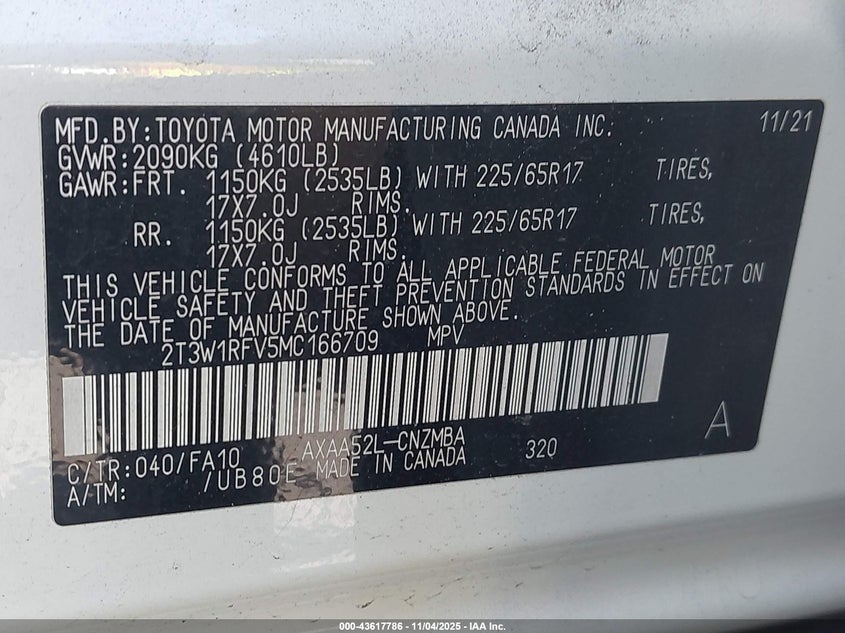 MFD.BY:TOYOTA MOTOR MANUFACTURING CANADA INC. 11/21
GVWR:2090KG (4610LB)
GAWR:FRT. 1150KG (2535LB) WITH 225/65R17 TIRES,
17X7.0J RIMS.
RR. 1150KG (2535LB) WITH 225/65R17 TIRES,
17X7.0J RIMS.
THIS VEHICLE CONFORMS TO ALL APPLICABLE FEDERAL MOTOR
VEHICLE SAFETY AND THEFT PREVENTION STANDARDS IN EFFECT ON
THE DATE OF MANUFACTURE SHOWN ABOVE.
2T3W1RFV5MC166709 MPV
A
C/TR:040/FA10 AXAA52L-CNZMBA 320
A/TM: /UB80E MADE IN CANADA
000-43617786 - 11/04/2025 - IAA Inc.